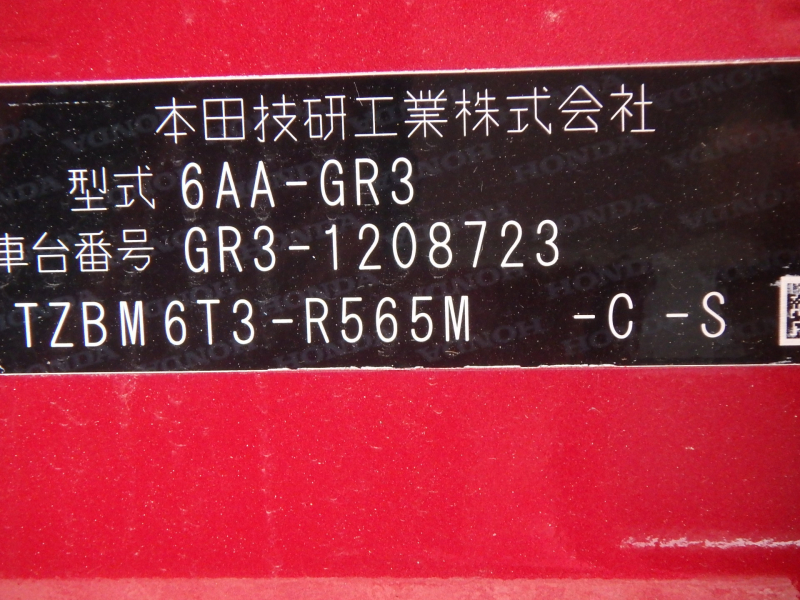 本田技研工業株式会社
型式 6AA-GR3
車台番号 GR3-1208723
TZBM6T3-R565M -C -S